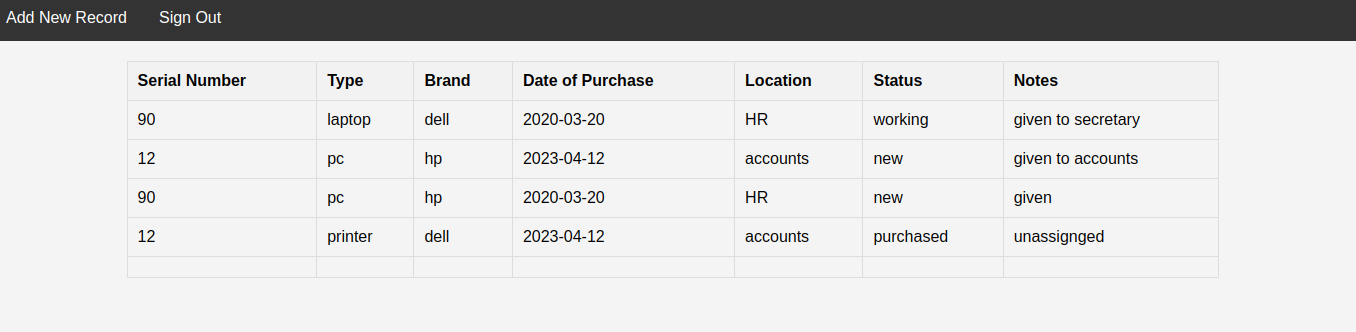 Add New Record Sign Out
Serial Number Type Brand Date of Purchase Location Status Notes
90 laptop dell 2020-03-20 HR working given to secretary
12 pc hp 2023-04-12 accounts new given to accounts
90 pc hp 2020-03-20 HR new given
12 printer dell 2023-04-12 accounts purchased unassignged